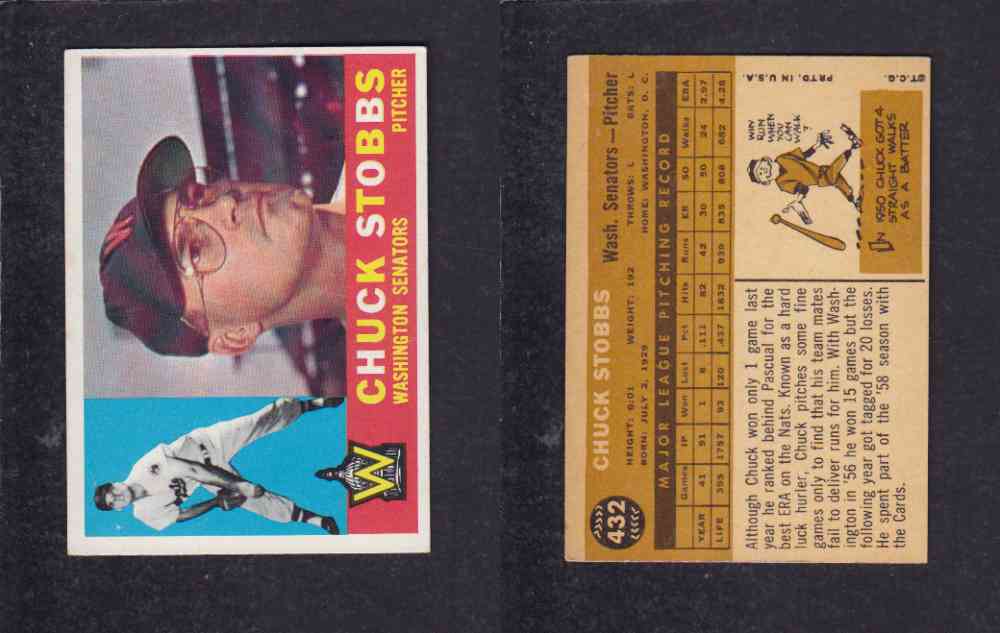 CHUCK STOBBS
WASHINGTON SENATORS PITCHER
W
432
CHUCK STOBBS Wash. Senators—Pitcher
HEIGHT: 6:01 WEIGHT: 192 THROWS: L BATS: L
BORN: JULY 2, 1929 HOME: WASHINGTON, D. C.
MAJOR LEAGUE PITCHING RECORD
Games IP Won Lost Pct Hits Runs ER SO Walks ERA
YEAR 41 91 1 8 .111 82 42 30 50 24 2.97
LIFE 395 1757 93 120 .437 1832 939 835 808 682 4.28
Although Chuck won only 1 game last
year he ranked behind Pascual for the
best ERA on the Nats. Known as a hard
luck hurler, Chuck pitches some fine
games only to find that his team mates
fail to deliver runs for him. With Wash-
ington in '56 he won 15 games but the
following year got tagged for 20 losses.
He spent part of the '58 season with
the Cards.
WHY
RUN
WHEN
YOU
CAN
WALK
?
IN 1950 CHUCK GOT 4
STRAIGHT WALKS
AS A BATTER
©T.C.G. PRTD. IN U.S.A.